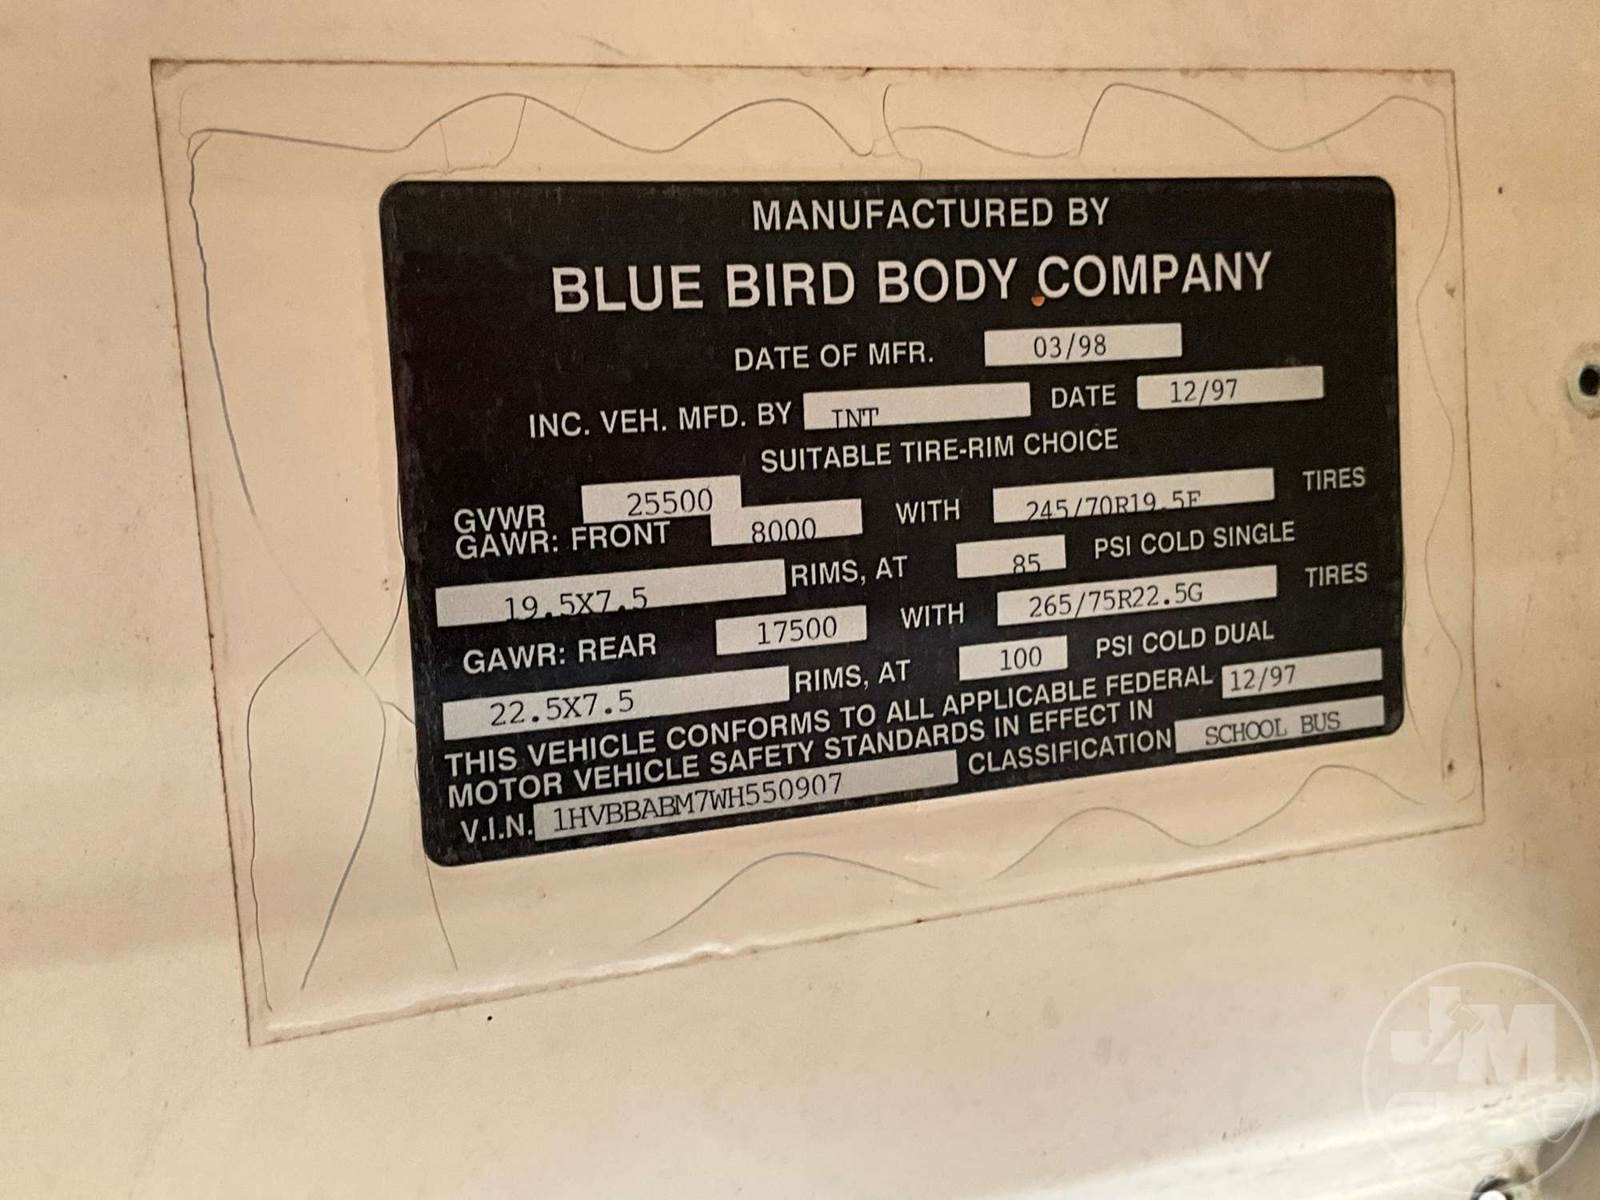 MANUFACTURED BY
BLUE BIRD BODY COMPANY
DATE OF MFR. 03/98
INC. VEH. MFD. BY INT DATE 12/97
SUITABLE TIRE-RIM CHOICE
GVWR 25500
GAWR: FRONT 8000 WITH 245/70R19.5F TIRES
19.5X7.5 RIMS, AT 85 PSI COLD SINGLE
GAWR: REAR 17500 WITH 265/75R22.5G TIRES
22.5X7.5 RIMS, AT 100 PSI COLD DUAL
THIS VEHICLE CONFORMS TO ALL APPLICABLE FEDERAL 12/97
MOTOR VEHICLE SAFETY STANDARDS IN EFFECT IN
V.I.N. 1HVBBABM7WH550907 CLASSIFICATION SCHOOL BUS
JM